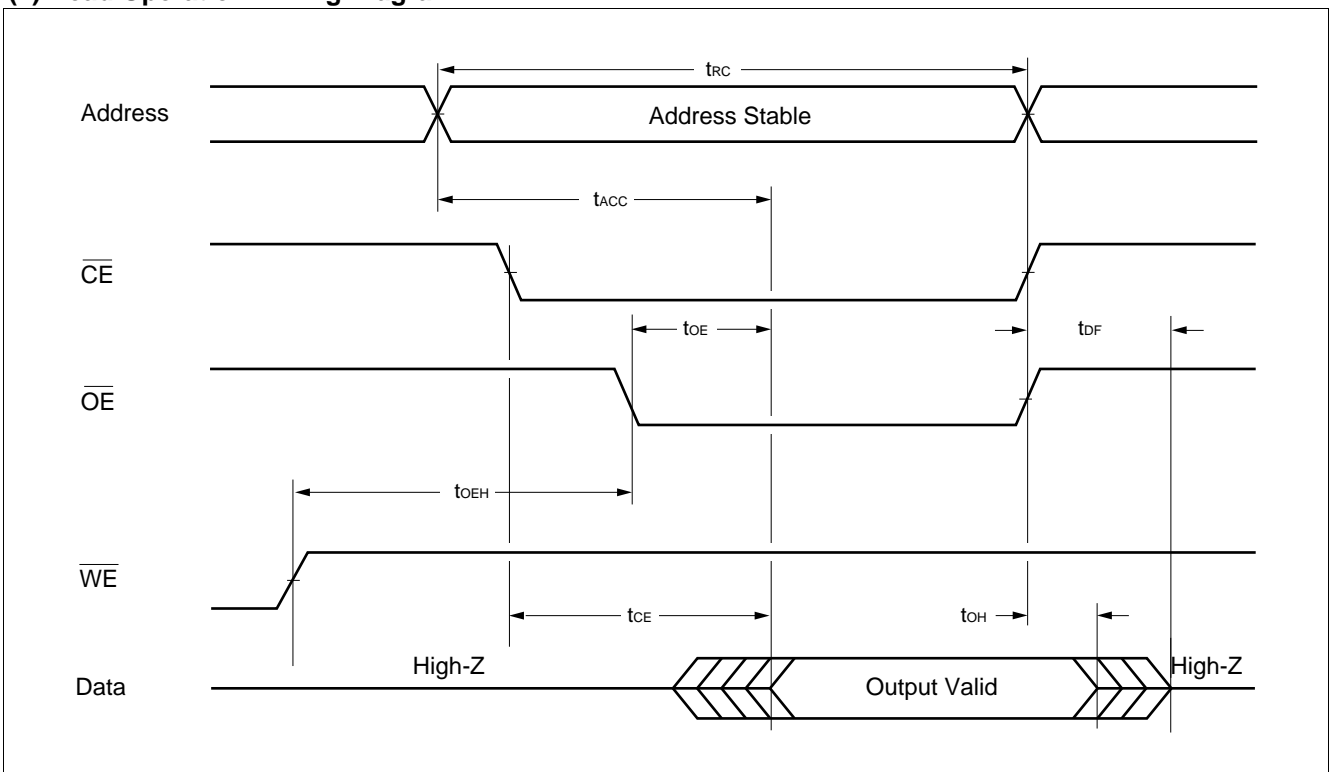 tRC
Address
Address Stable
tACC
CE
tOE
tDF
OE
tOEH
WE
tCE
tOH
High-Z
High-Z
Data
Output Valid